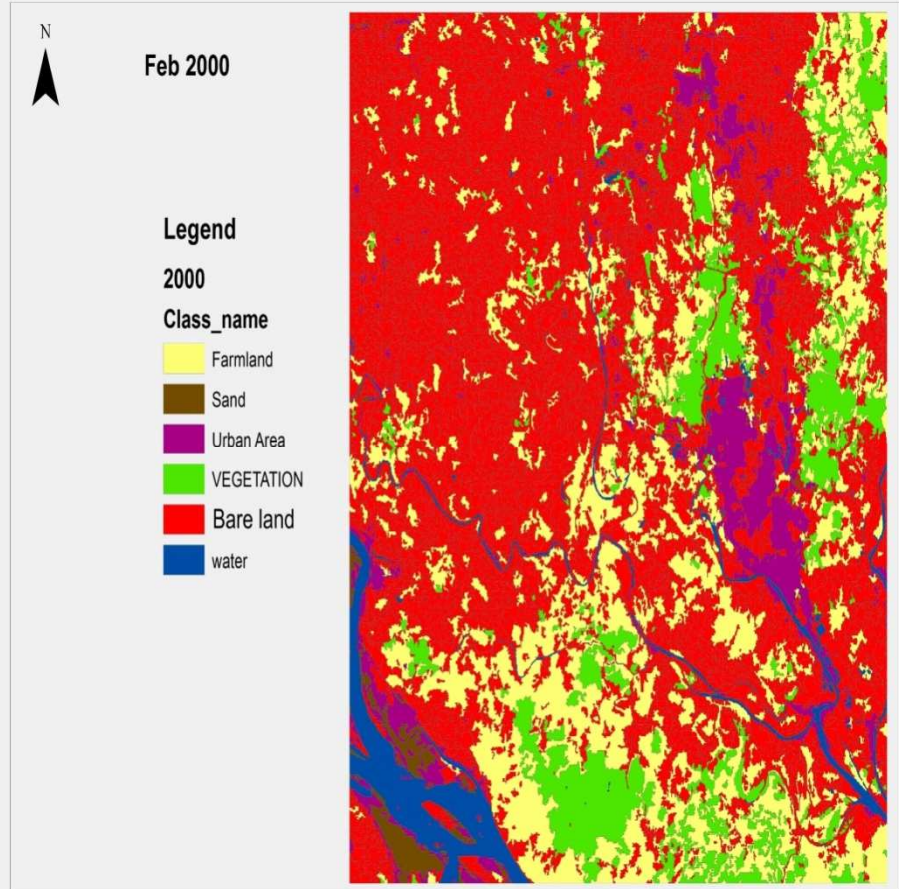 N
Feb 2000
Legend
2000
Class_name
Farmland
Sand
Urban Area
VEGETATION
Bare land
water